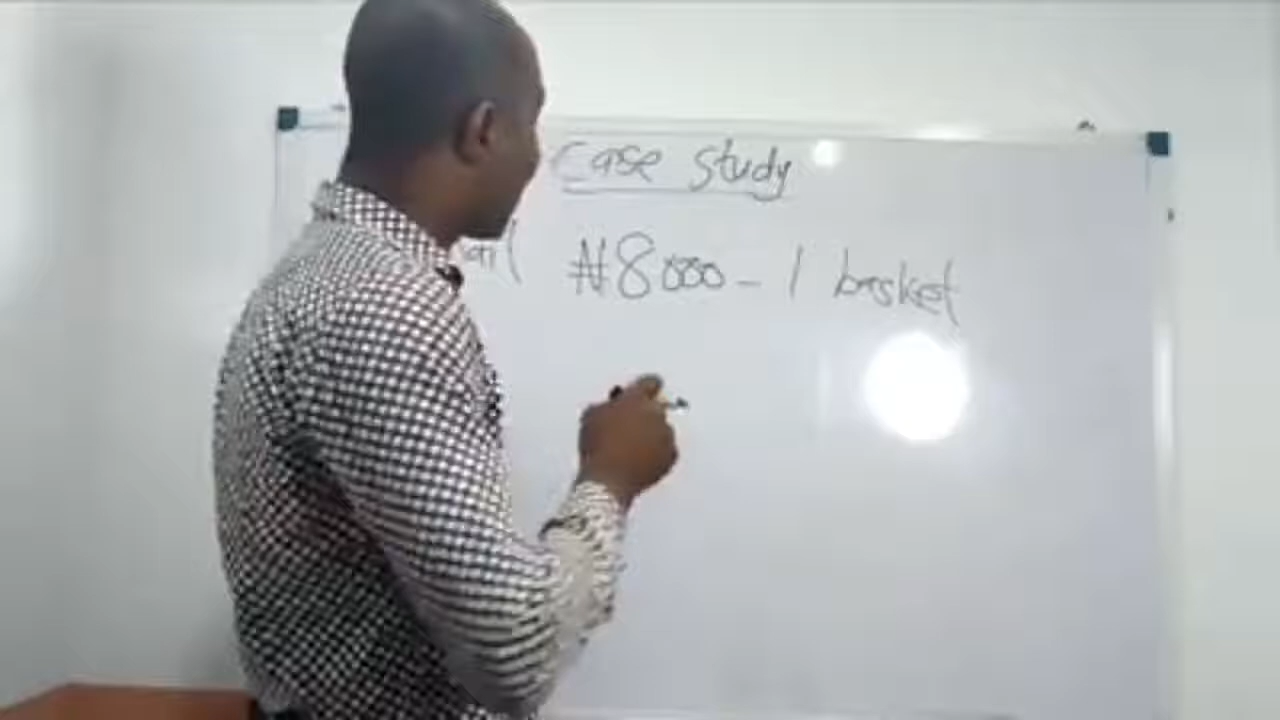 Case Study
₦8000 - 1 basket